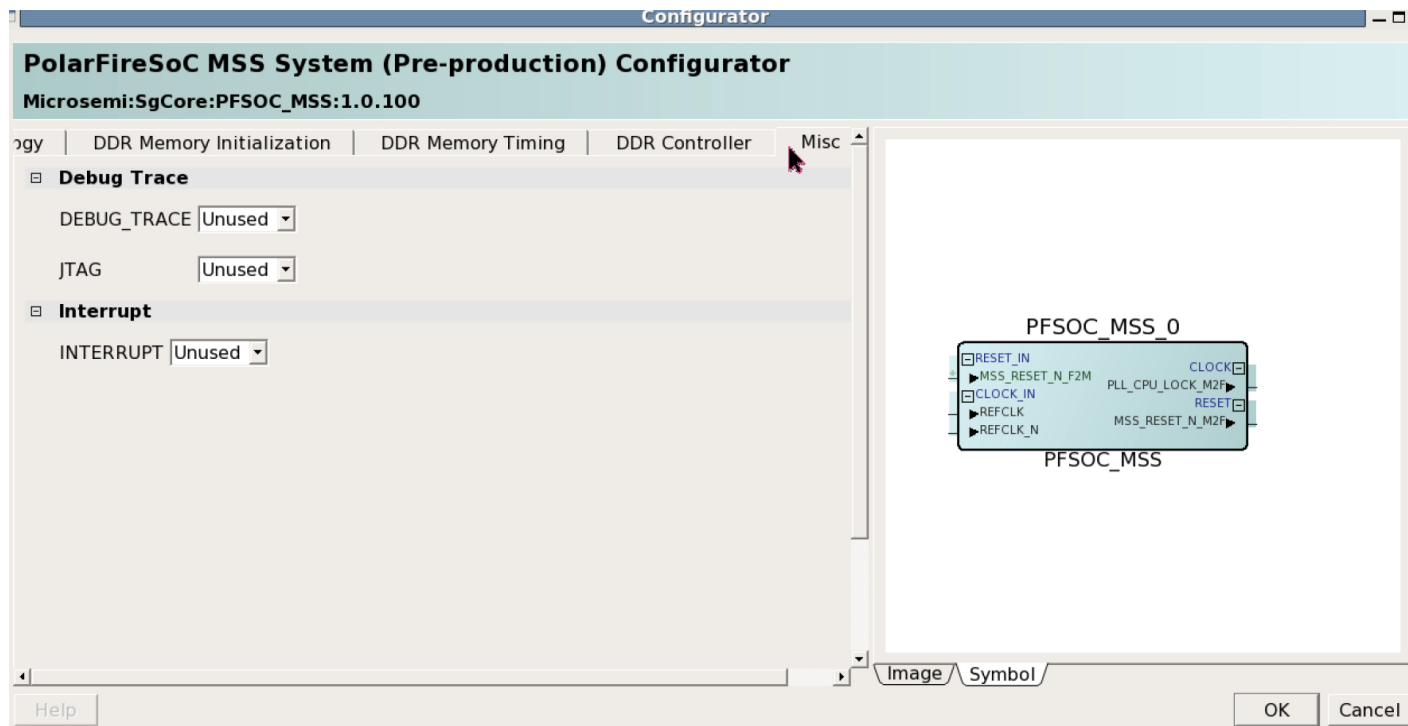 Configurator
PolarFireSoC MSS System (Pre-production) Configurator
Microsemi:SgCore:PFSOC_MSS:1.0.100
ogy DDR Memory Initialization DDR Memory Timing DDR Controller Misc
Debug Trace
DEBUG_TRACE Unused
JTAG Unused
Interrupt
INTERRUPT Unused
PFSOC_MSS_0
RESET_IN
MSS_RESET_N_F2M
CLOCK_IN
REFCLK
REFCLK_N
CLOCK
PLL_CPU_LOCK_M2F
RESET
MSS_RESET_N_M2F
PFSOC_MSS
Image Symbol
Help OK Cancel